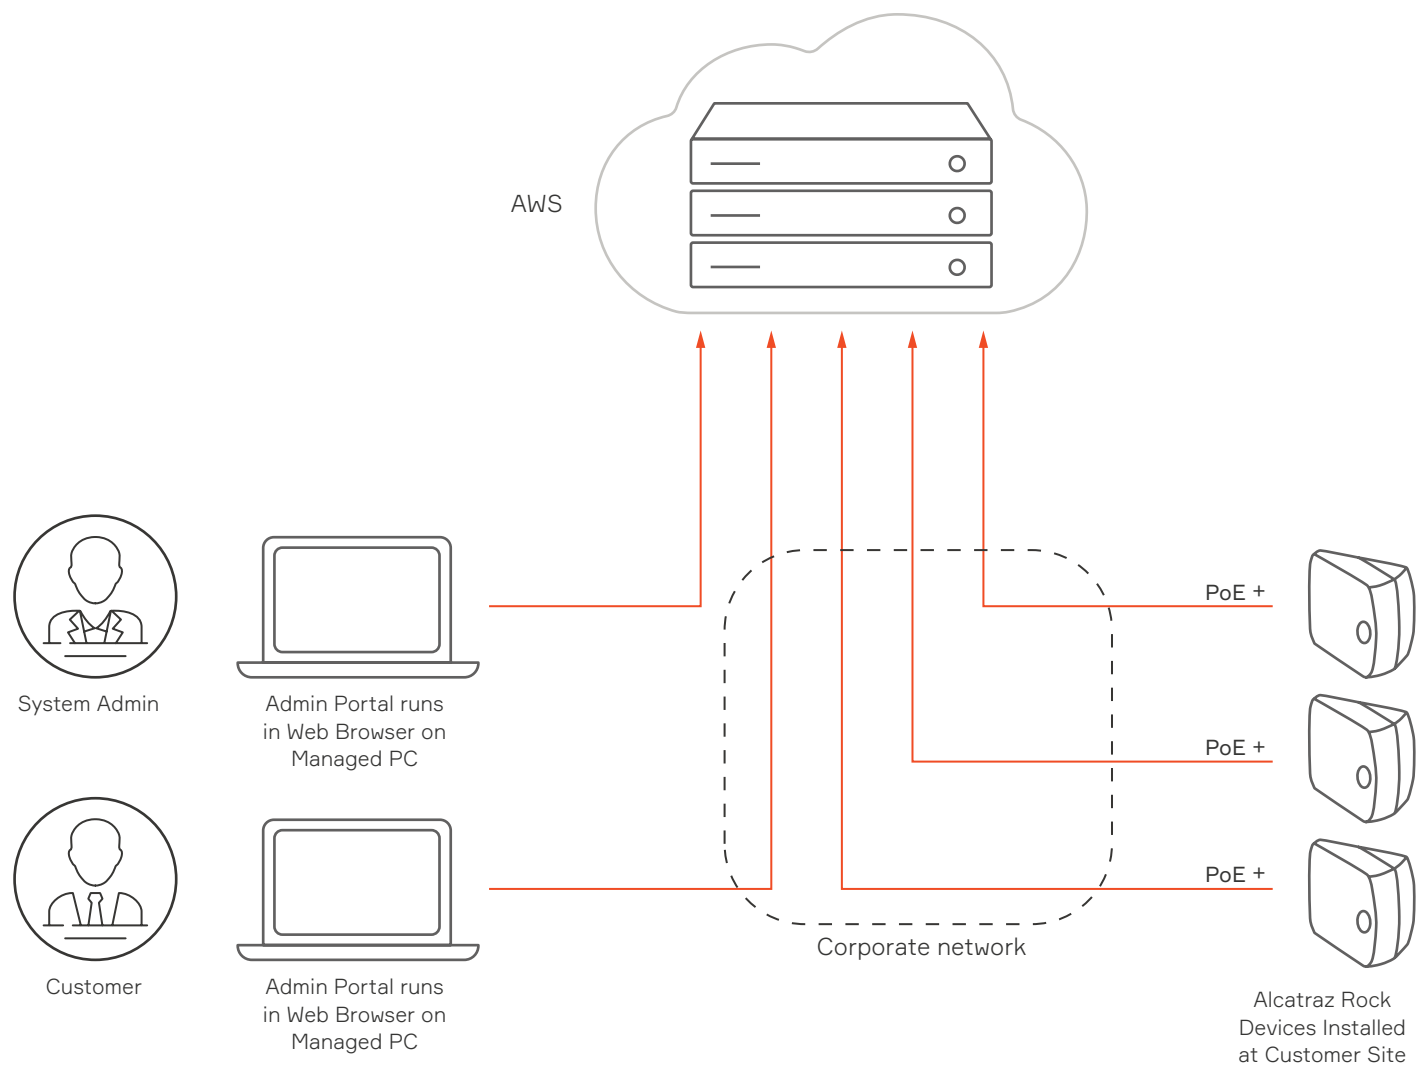 AWS
PoE +
System Admin
Admin Portal runs
in Web Browser on
Managed PC
PoE +
PoE +
Corporate network
Customer
Admin Portal runs
in Web Browser on
Managed PC
Alcatraz Rock
Devices Installed
at Customer Site